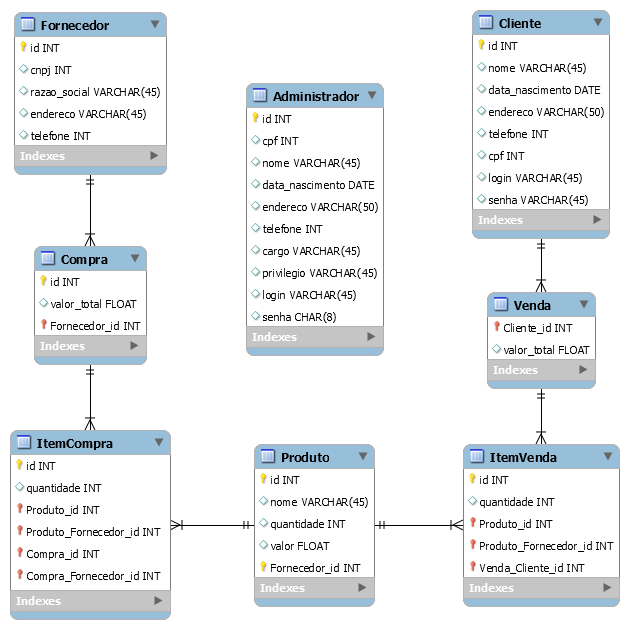 Fornecedor
id INT
cnpj INT
razao_social VARCHAR(45)
endereco VARCHAR(45)
telefone INT
Indexes
Administrador
id INT
cpf INT
nome VARCHAR(45)
data_nascimento DATE
endereco VARCHAR(50)
telefone INT
cargo VARCHAR(45)
privilegio VARCHAR(45)
login VARCHAR(45)
senha CHAR(8)
Indexes
Cliente
id INT
nome VARCHAR(45)
data_nascimento DATE
endereco VARCHAR(50)
telefone INT
cpf INT
login VARCHAR(45)
senha VARCHAR(45)
Indexes
Compra
id INT
valor_total FLOAT
Fornecedor_id INT
Indexes
Venda
Cliente_id INT
valor_total FLOAT
Indexes
ItemCompra
id INT
quantidade INT
Produto_id INT
Produto_Fornecedor_id INT
Compra_id INT
Compra_Fornecedor_id INT
Indexes
Produto
id INT
nome VARCHAR(45)
quantidade INT
valor FLOAT
Fornecedor_id INT
Indexes
ItemVenda
id INT
quantidade INT
Produto_id INT
Produto_Fornecedor_id INT
Venda_Cliente_id INT
Indexes